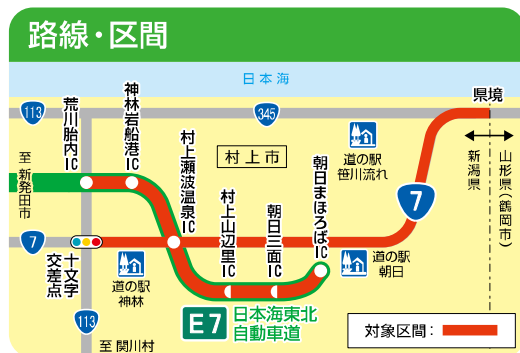 路線・区間
日本海
113
345
荒川胎内IC
神林岩船港IC
村上瀬波温泉IC
村上市
道の駅
笹川流れ
朝日まほろばIC
県境
新潟県
山形県(鶴岡市)
至 新発田市
7
7
村上山辺里IC
朝日三面IC
十文字
交差点
道の駅
神林
道の駅
朝日
E7
日本海東北
自動車道
113
至 関川村
対象区間: